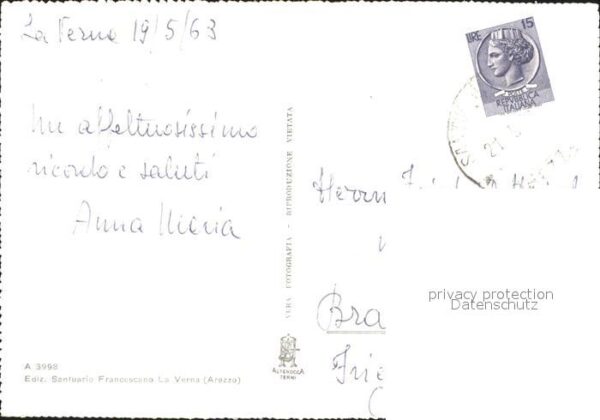 La Verna 19/5/63
LIRE 15
REPVBBLICA
ITALIANA
Un affettuosissimo
ricordo e saluti
Anna Maria
VERA FOTOGRAFIA - RIPRODUZIONE VIETATA
Herrn
privacy protection
Datenschutz
Bra
A 3998
Ediz. Santuario Francescano La Verna (Arezzo)
ALTEROCCA
TERNI